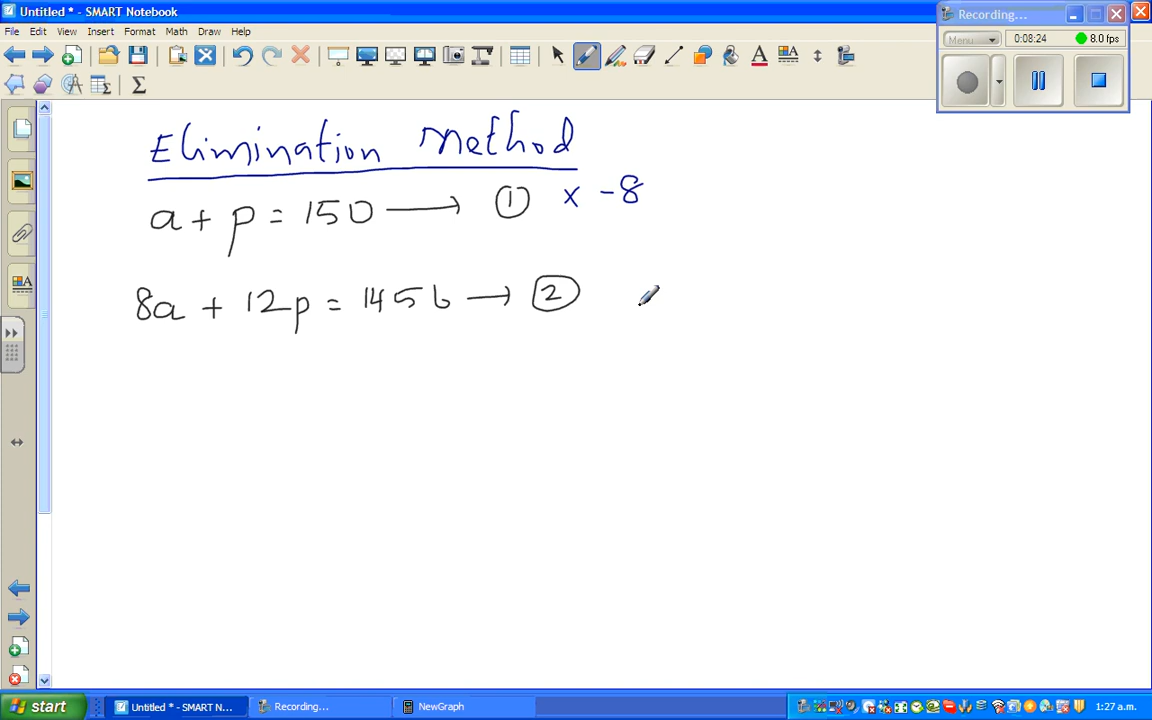 Untitled * - SMART Notebook
File Edit View Insert Format Math Draw Help
Recording...
Menu
0:08:24
8.0 fps
Elimination Method
a + p = 150 → ① x -8
8a + 12p = 1456 → ②
start
Untitled * - SMART N...
Recording...
NewGraph
1:27 a.m.